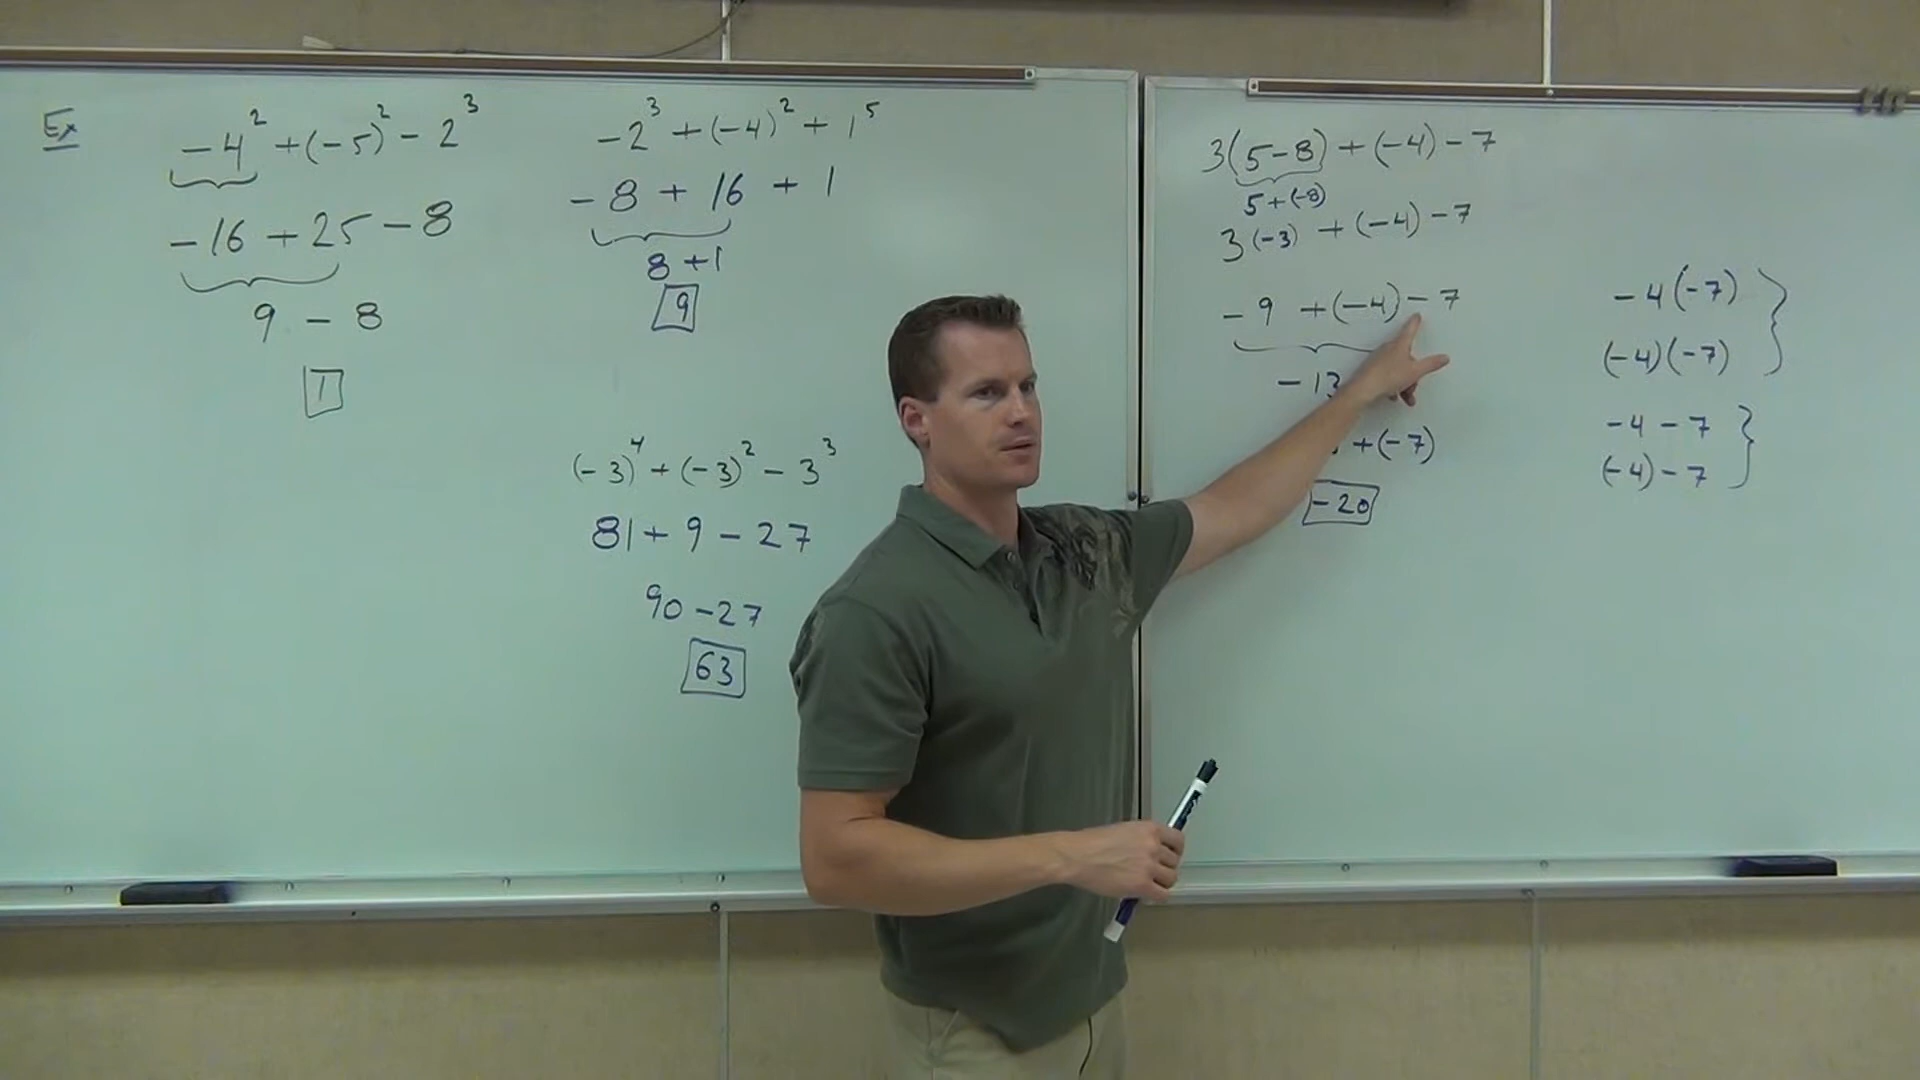 Ex
-4² + (-5)² - 2³
-16 + 25 - 8
9 - 8
1
-2³ + (-4)² + 1⁵
-8 + 16 + 1
8 + 1
9
(-3)⁴ + (-3)² - 3³
81 + 9 - 27
90 - 27
63
3(5-8) + (-4) - 7
5 + (-8)
3(-3) + (-4) - 7
-9 + (-4) - 7
-13
+ (-7)
-20
-4(-7)
(-4)(-7)
-4 - 7
(-4) - 7